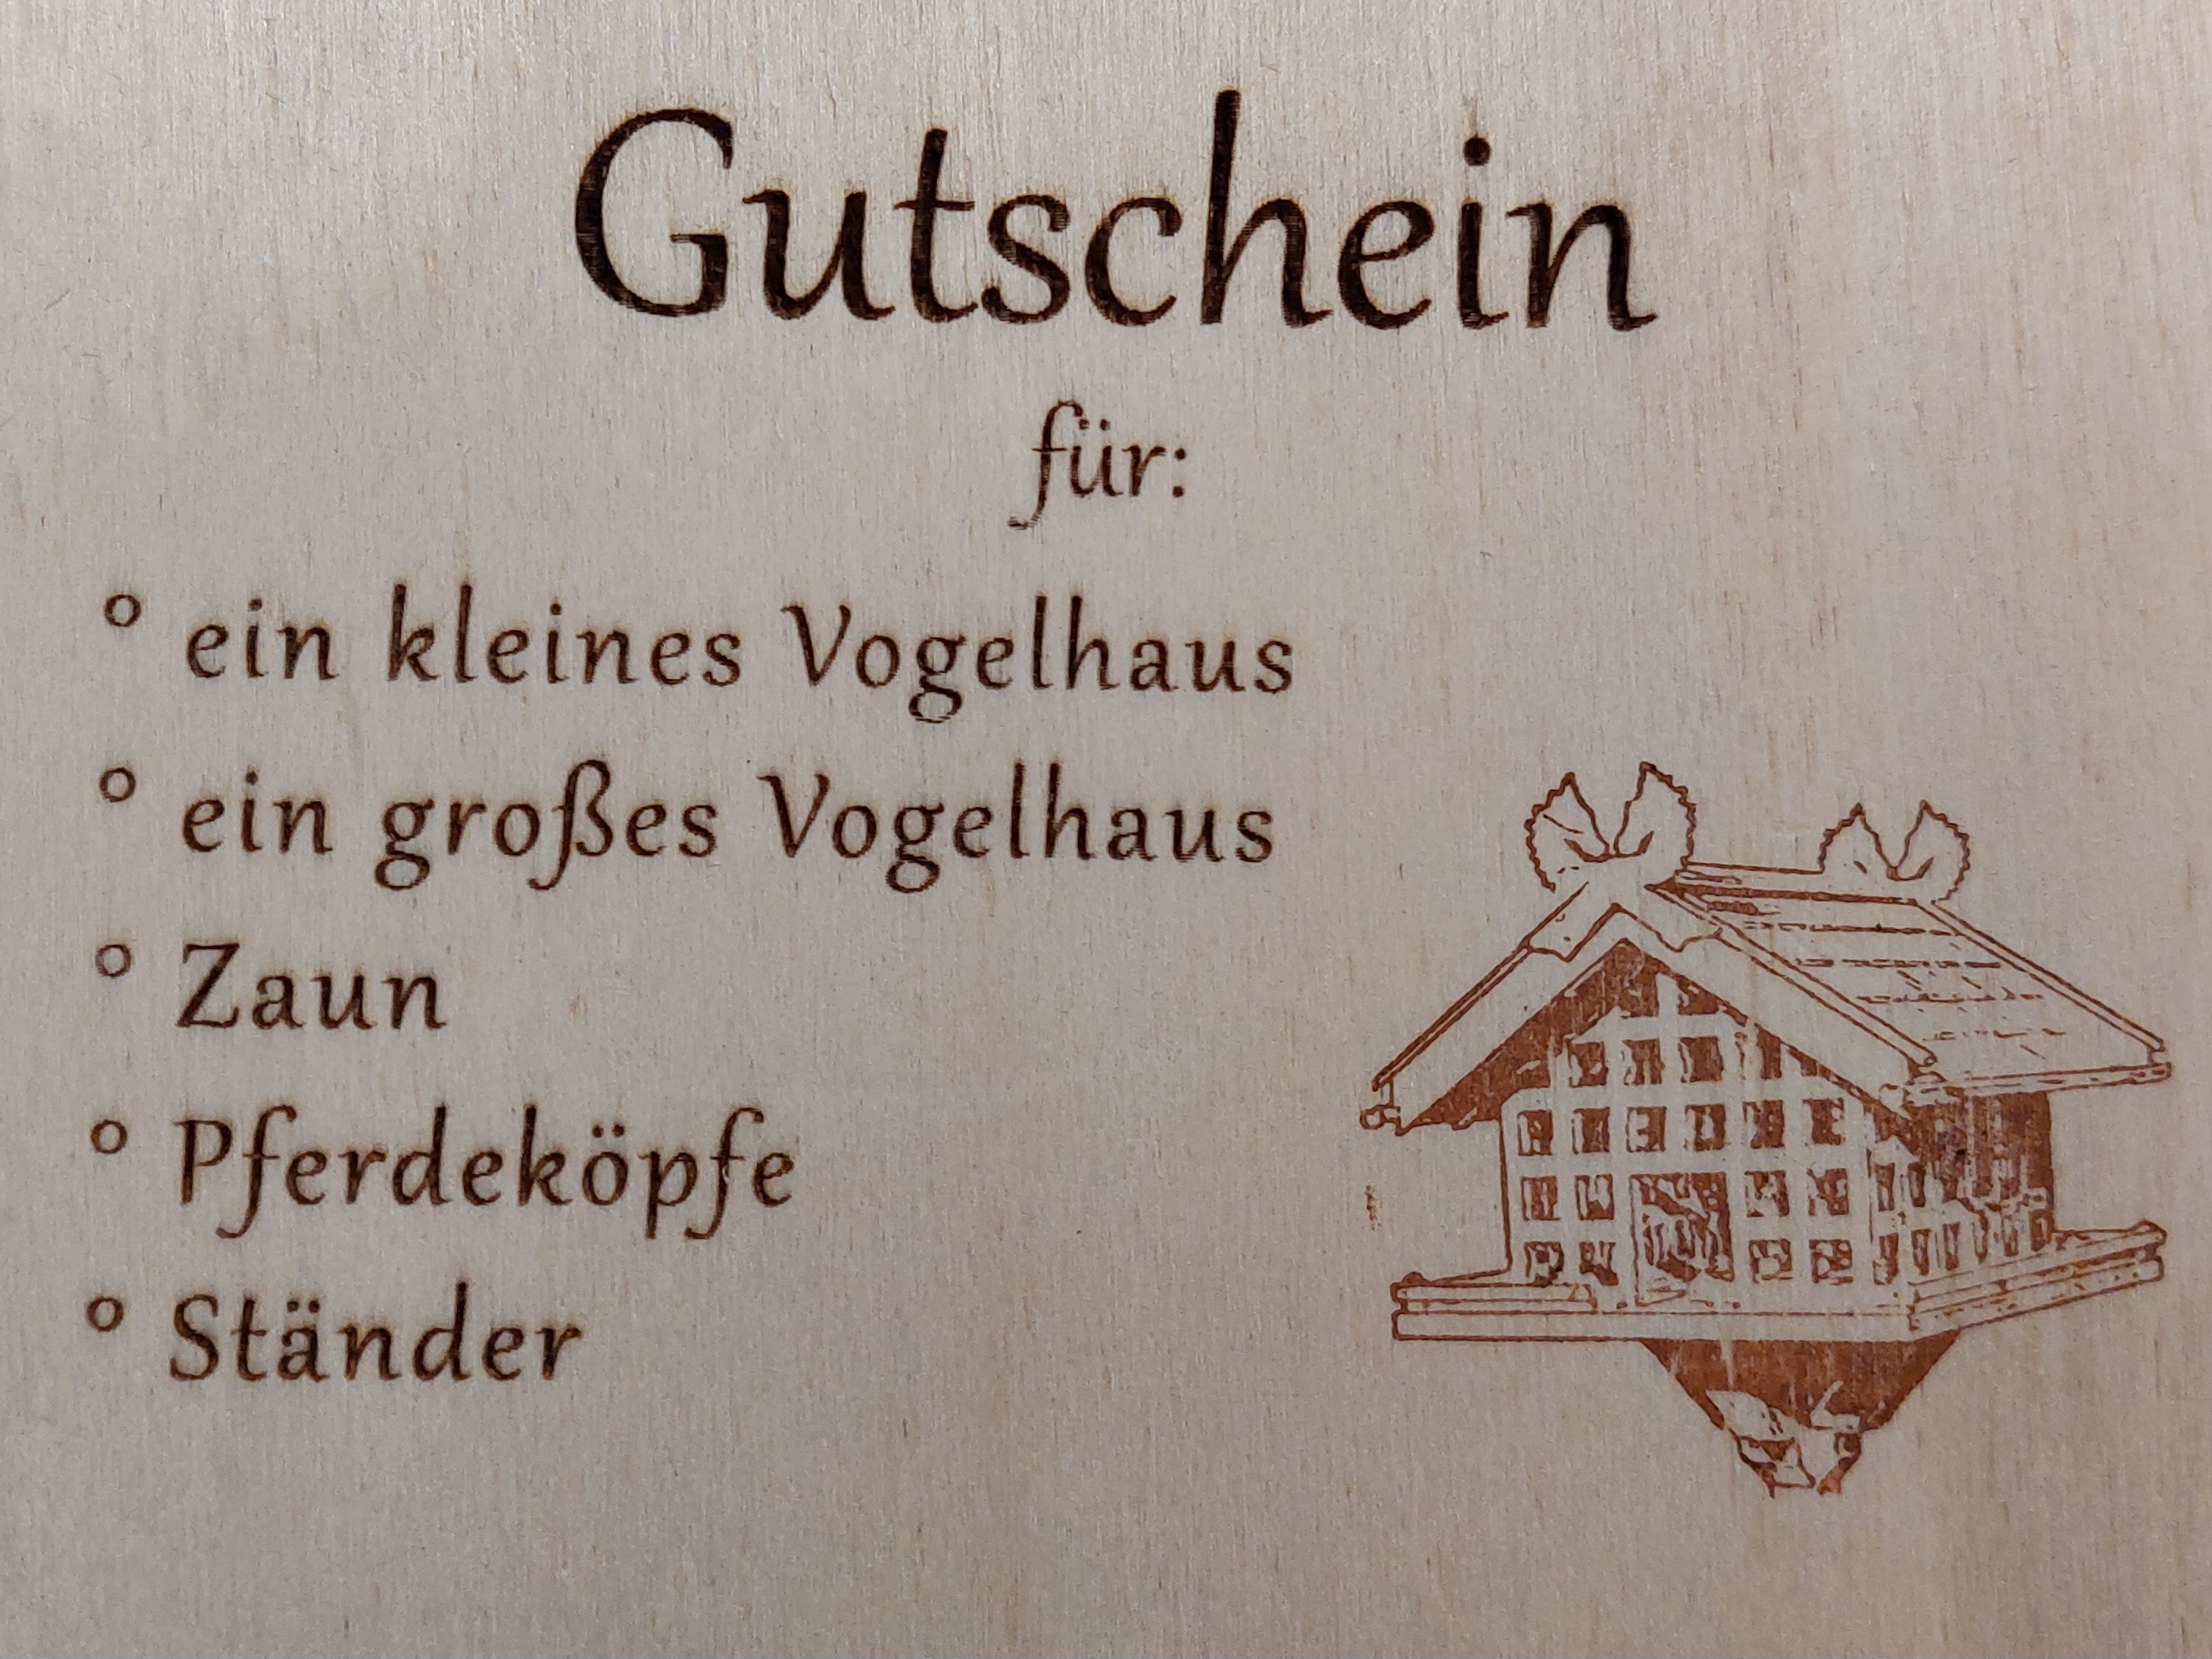 Gutschein
für:
° ein kleines Vogelhaus
° ein großes Vogelhaus
° Zaun
° Pferdeköpfe
° Ständer